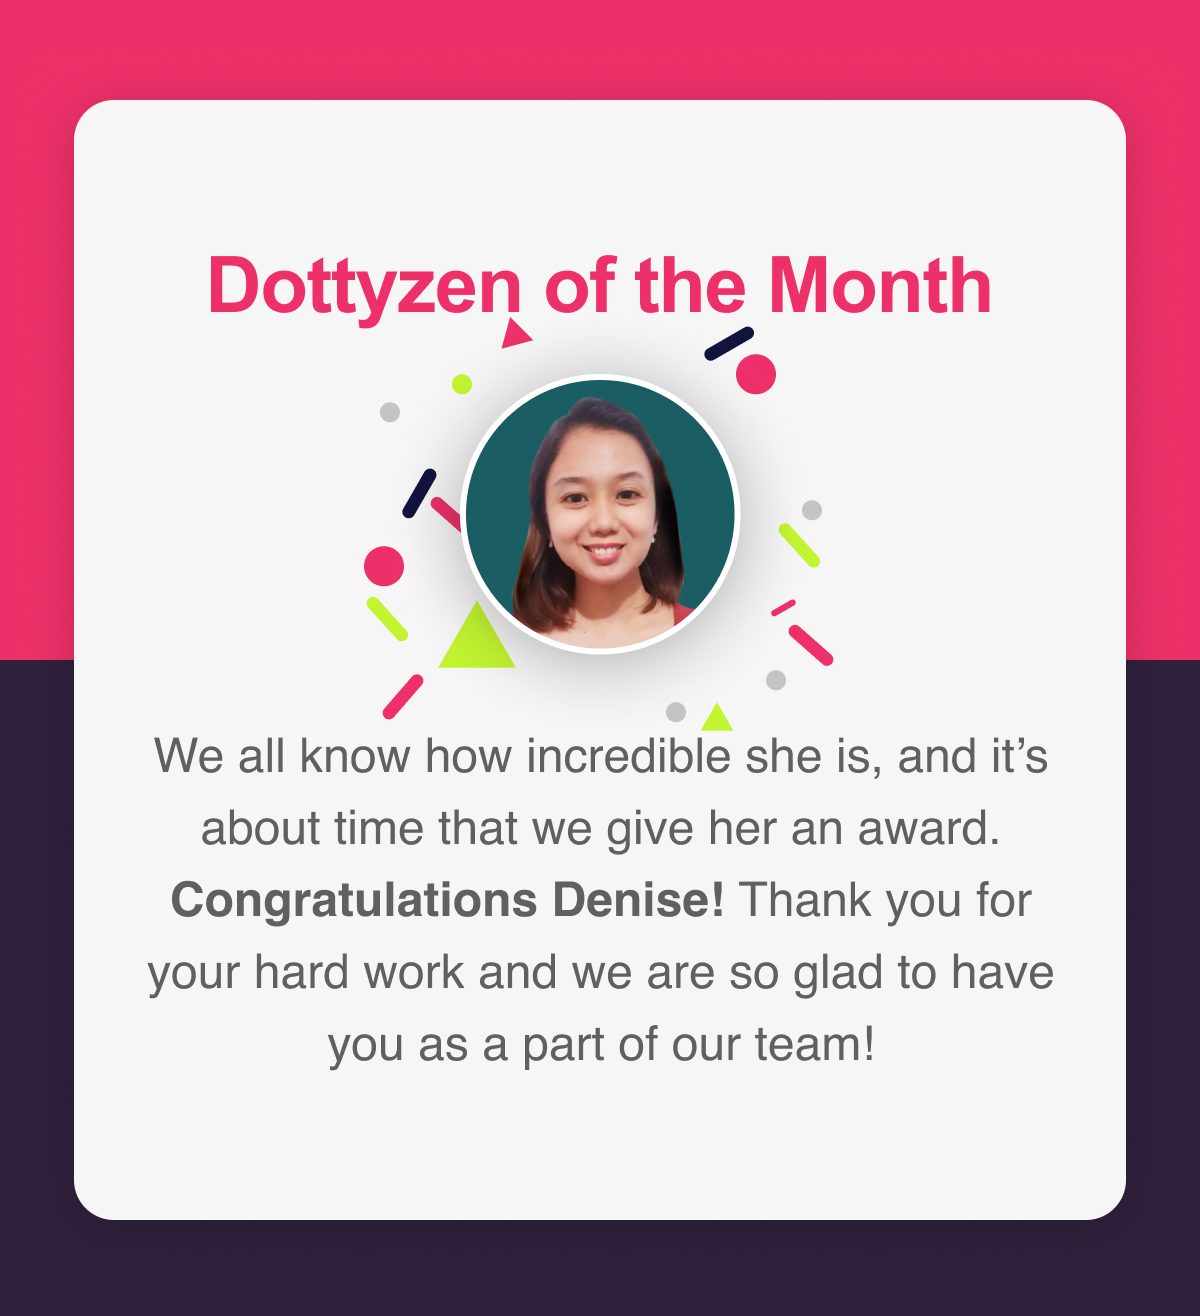 Dottyzen of the Month
We all know how incredible she is, and it’s
about time that we give her an award.
Congratulations Denise! Thank you for
your hard work and we are so glad to have
you as a part of our team!